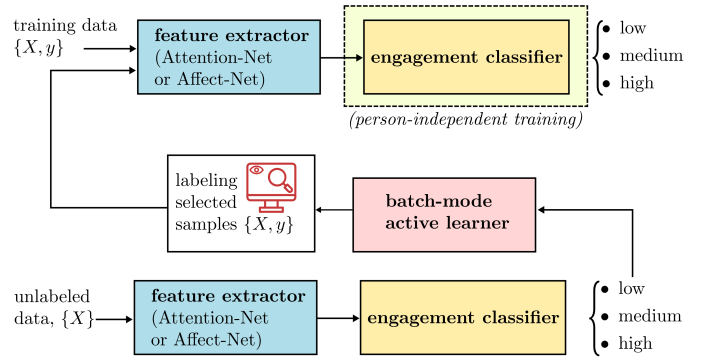 training data
{X, y}
feature extractor
(Attention-Net
or Affect-Net)
engagement classifier
• low
• medium
• high
(person-independent training)
labeling
selected
samples {X, y}
batch-mode
active learner
unlabeled
data, {X}
feature extractor
(Attention-Net
or Affect-Net)
engagement classifier
• low
• medium
• high